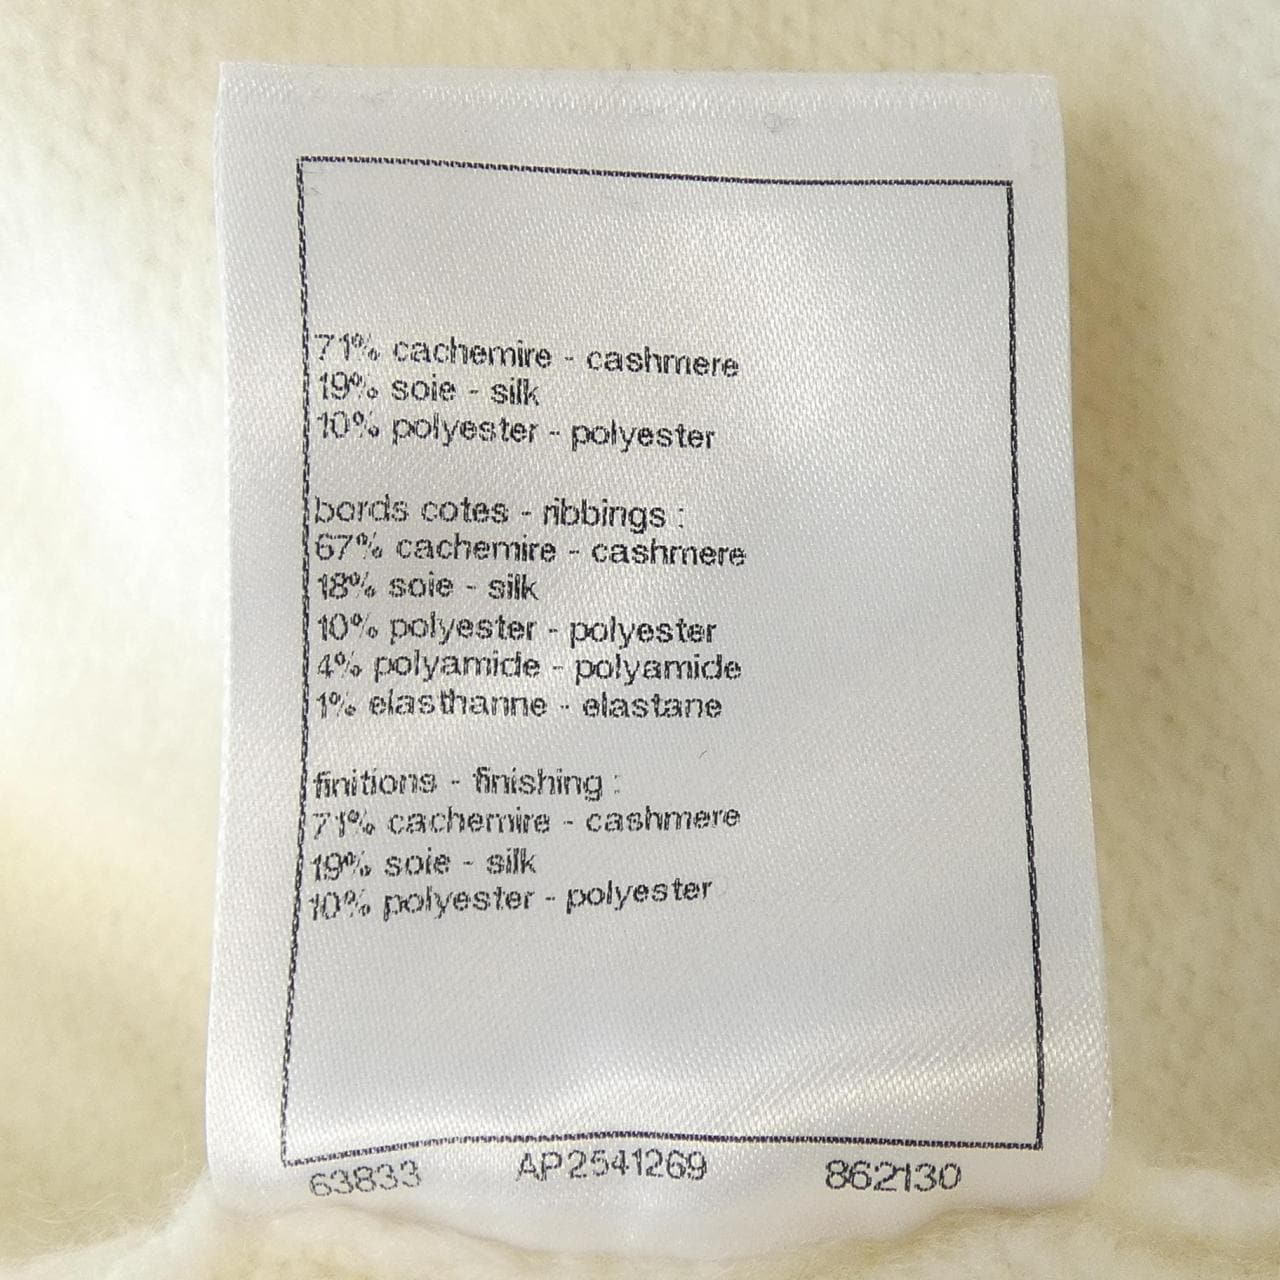 71% cachemire - cashmere
19% soie - silk
10% polyester - polyester
bords cotes - ribbings :
67% cachemire - cashmere
18% soie - silk
10% polyester - polyester
4% polyamide - polyamide
1% elasthanne - elastane
finitions - finishing :
71% cachemire - cashmere
19% soie - silk
10% polyester - polyester
63833 AP2541269 862130